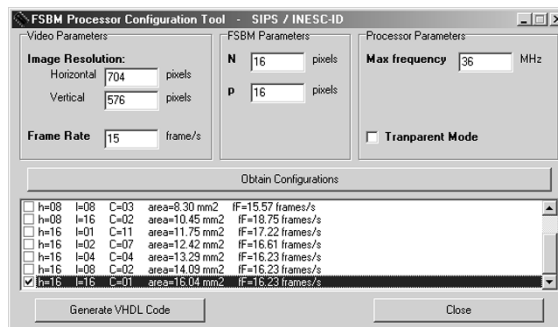 FSBM Processor Configuration Tool - SIPS / INESC-ID
Video Parameters
Image Resolution:
Horizontal 704 pixels
Vertical 576 pixels
Frame Rate 15 frame/s
FSBM Parameters
N 16 pixels
p 16 pixels
Processor Parameters
Max frequency 36 MHz
Tranparent Mode
Obtain Configurations
h=08 l=08 C=03 area=8.30 mm2 fF=15.57 frames/s
h=08 l=16 C=02 area=10.45 mm2 fF=18.75 frames/s
h=16 l=01 C=11 area=11.75 mm2 fF=17.22 frames/s
h=16 l=02 C=07 area=12.42 mm2 fF=16.61 frames/s
h=16 l=04 C=04 area=13.29 mm2 fF=16.23 frames/s
h=16 l=08 C=02 area=14.09 mm2 fF=16.23 frames/s
h=16 l=16 C=01 area=16.04 mm2 fF=16.23 frames/s
Generate VHDL Code
Close